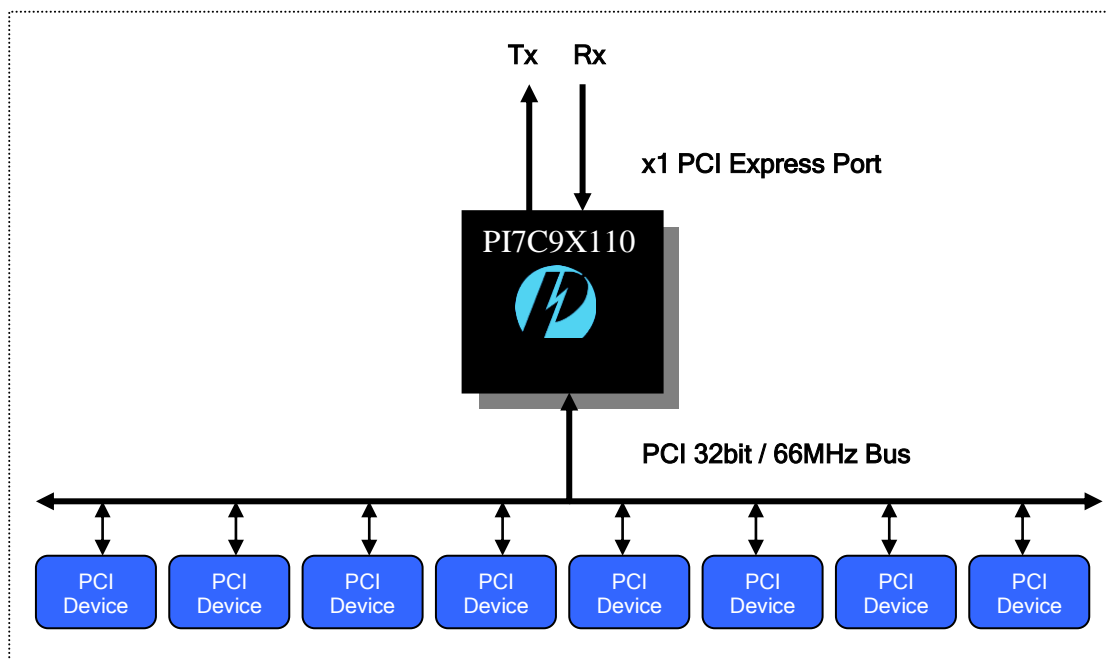 Tx Rx
x1 PCI Express Port
PI7C9X110
PCI 32bit / 66MHz Bus
PCI
Device
PCI
Device
PCI
Device
PCI
Device
PCI
Device
PCI
Device
PCI
Device
PCI
Device